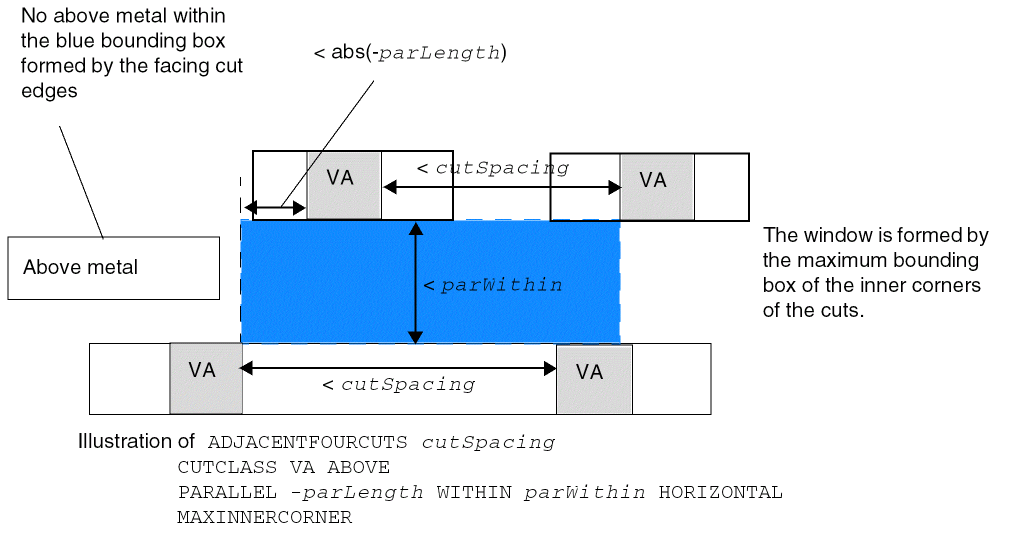 No above metal within
the blue bounding box
formed by the facing cut
edges
< abs(-parLength)
VA
< cutSpacing
VA
Above metal
< parWithin
The window is formed by
the maximum bounding
box of the inner corners
of the cuts.
VA
< cutSpacing
VA
Illustration of ADJACENTFOURCUTS cutSpacing
CUTCLASS VA ABOVE
PARALLEL -parLength WITHIN parWithin HORIZONTAL
MAXINNERCORNER